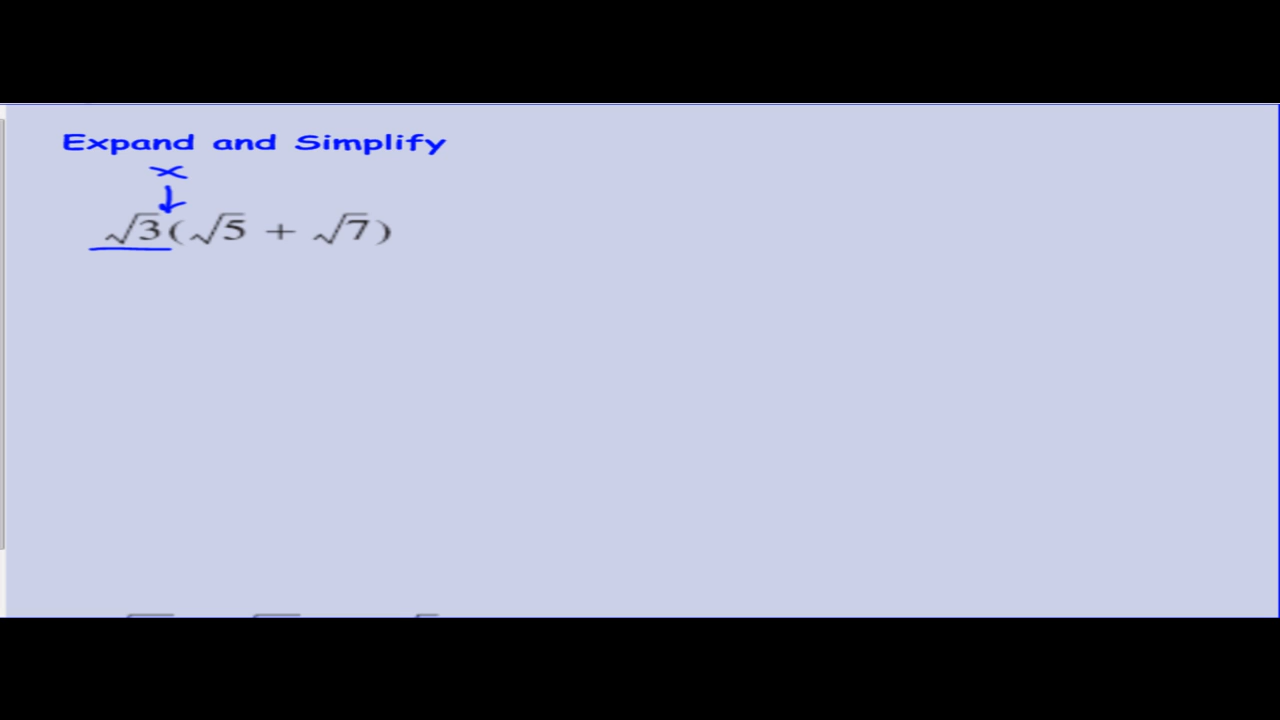 Expand and Simplify
×
↓
√3(√5 + √7)